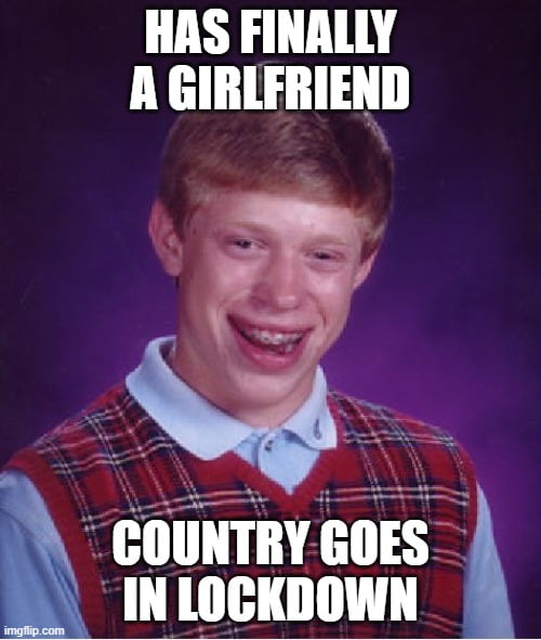 HAS FINALLY
A GIRLFRIEND
COUNTRY GOES
IN LOCKDOWN
imgflip.com